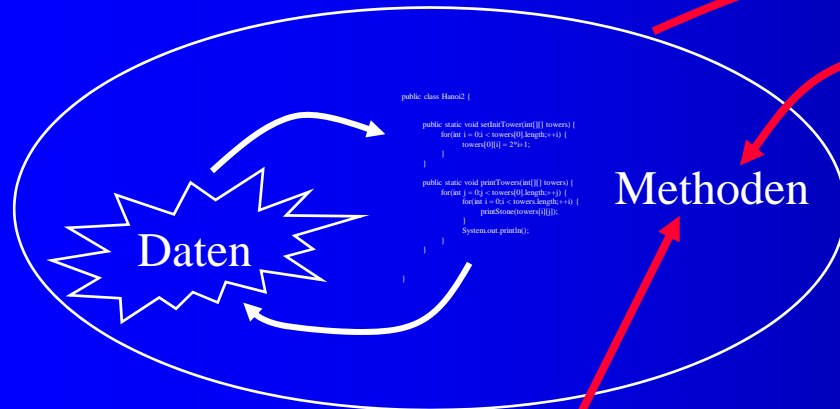 public class Hanoi2 {
public static void setInitTower(int[][] towers) {
for(int i = 0;i < towers[0].length;++i) {
towers[0][i] = 2*i+1;
}
}
public static void printTowers(int[][] towers) {
for(int j = 0;j < towers[0].length;++j) {
for(int i = 0;i < towers.length;++i) {
printStone(towers[i][j]);
}
System.out.println();
}
}
}
Daten
Methoden